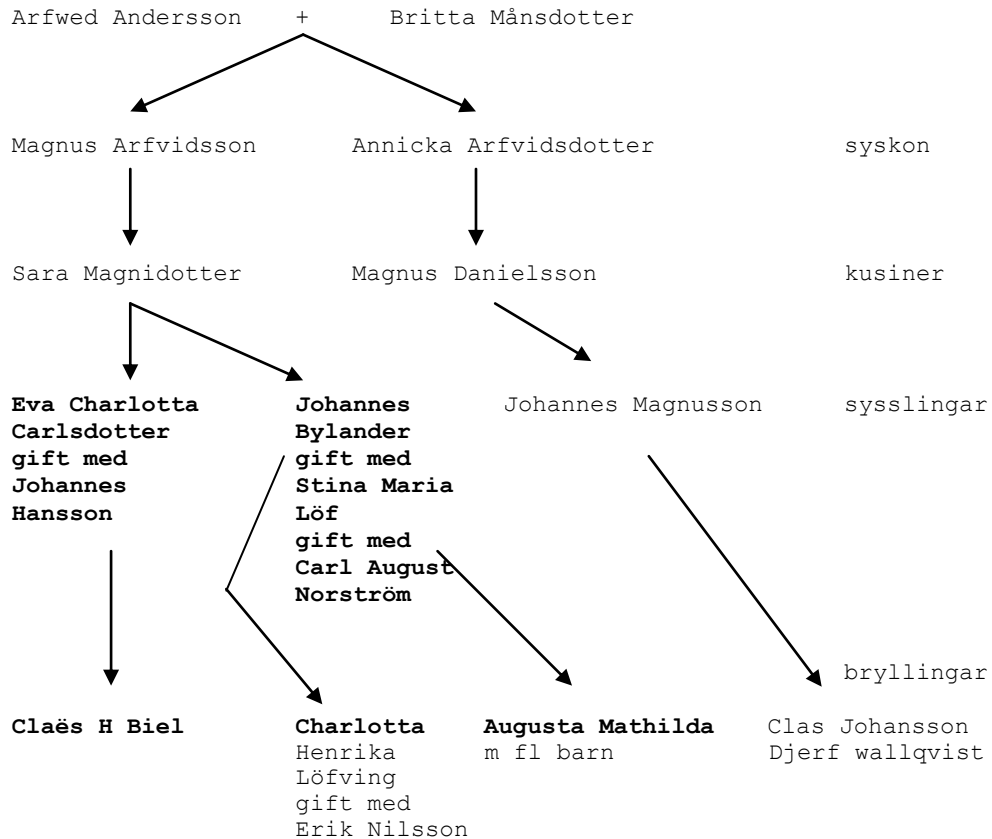 Arfwed Andersson + Britta Månsdotter
Magnus Arfvidsson Annicka Arfvidsdotter syskon
Sara Magnidotter Magnus Danielsson kusiner
Eva Charlotta Johannes Johannes Magnusson sysslingar
Carlsdotter Bylander
gift med gift med
Johannes Stina Maria
Hansson Löf
gift med
Carl August
Norström
bryllingar
Claës H Biel Charlotta Augusta Mathilda Clas Johansson
Henrika m fl barn Djerf wallqvist
Löfving
gift med
Erik Nilsson